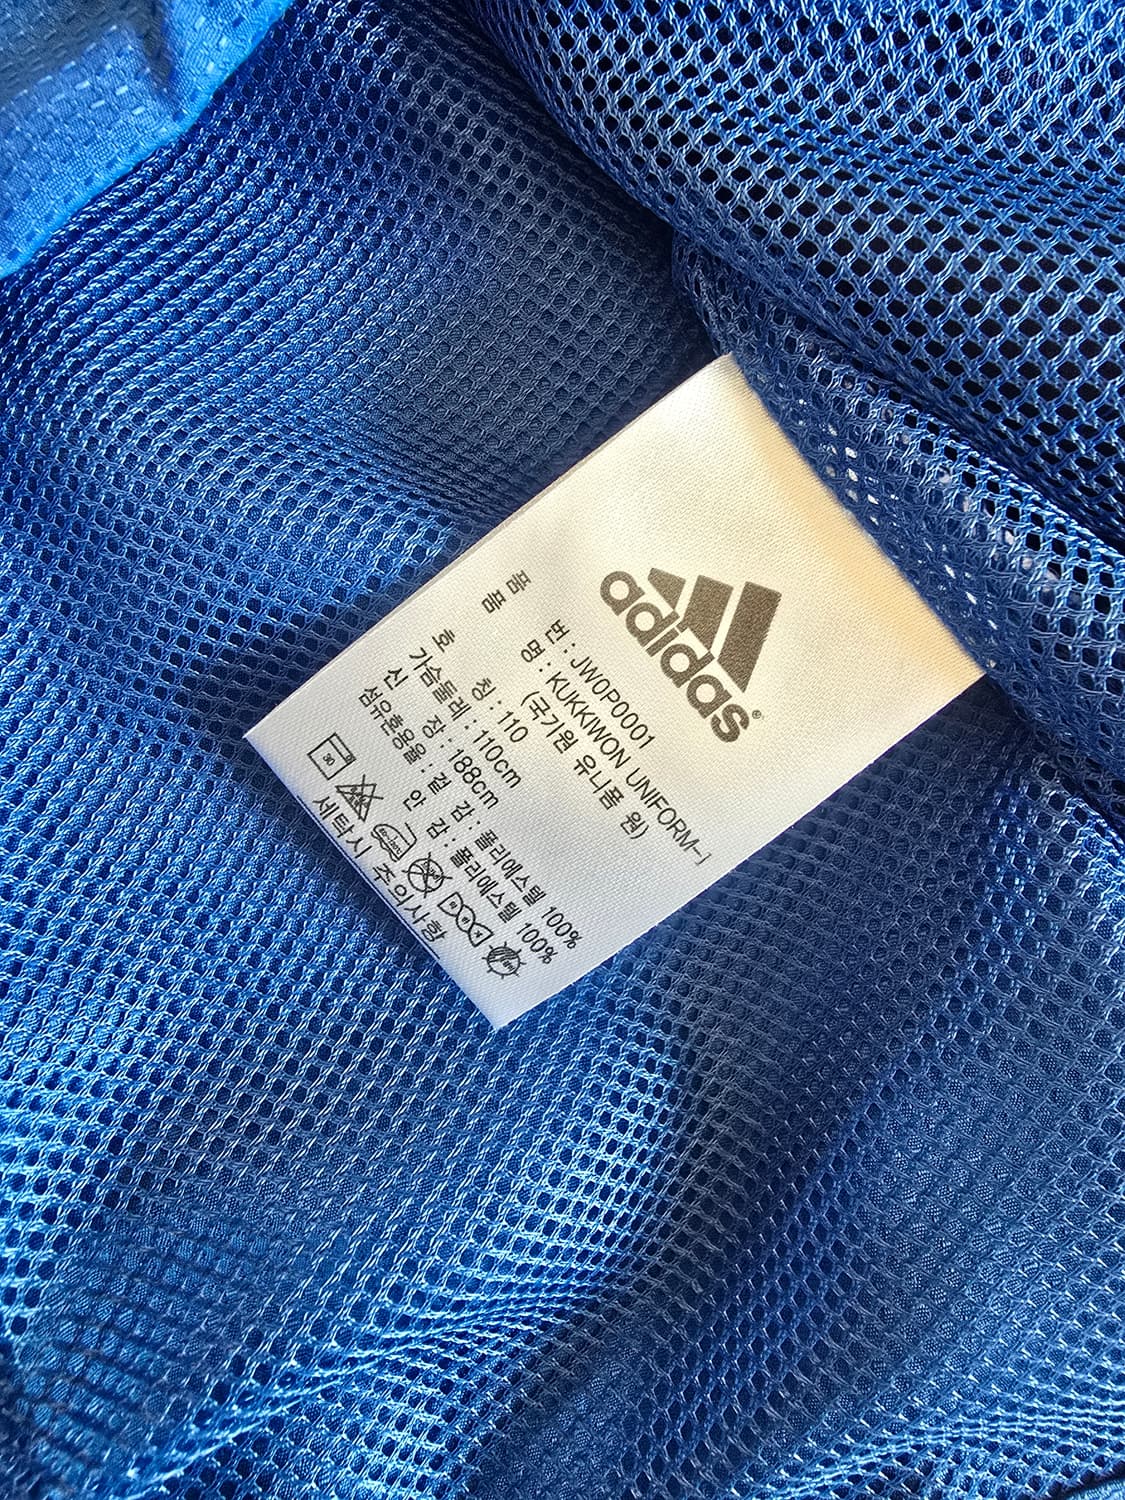 adidas®
품 번 : JW0P0001
품 명 : KUKKIWON UNIFORM-I
(국기원 유니폼 원)
호 칭 : 110
가슴둘레 : 110cm
신 장 : 188cm
섬유혼용율 : 겉 감 : 폴리에스텔 100%
안 감 : 폴리에스텔 100%
세탁시 주의사항